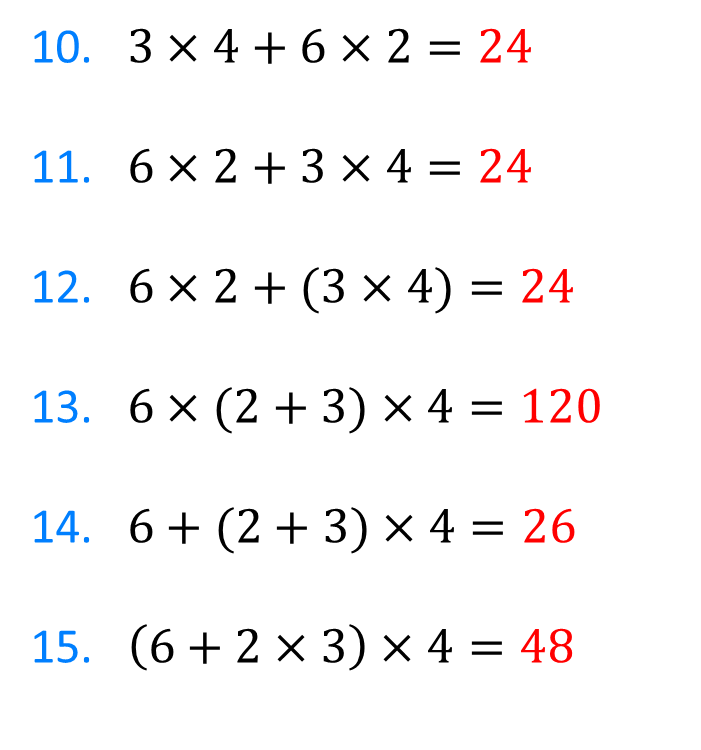 10. 3 × 4 + 6 × 2 = 24
11. 6 × 2 + 3 × 4 = 24
12. 6 × 2 + (3 × 4) = 24
13. 6 × (2 + 3) × 4 = 120
14. 6 + (2 + 3) × 4 = 26
15. (6 + 2 × 3) × 4 = 48